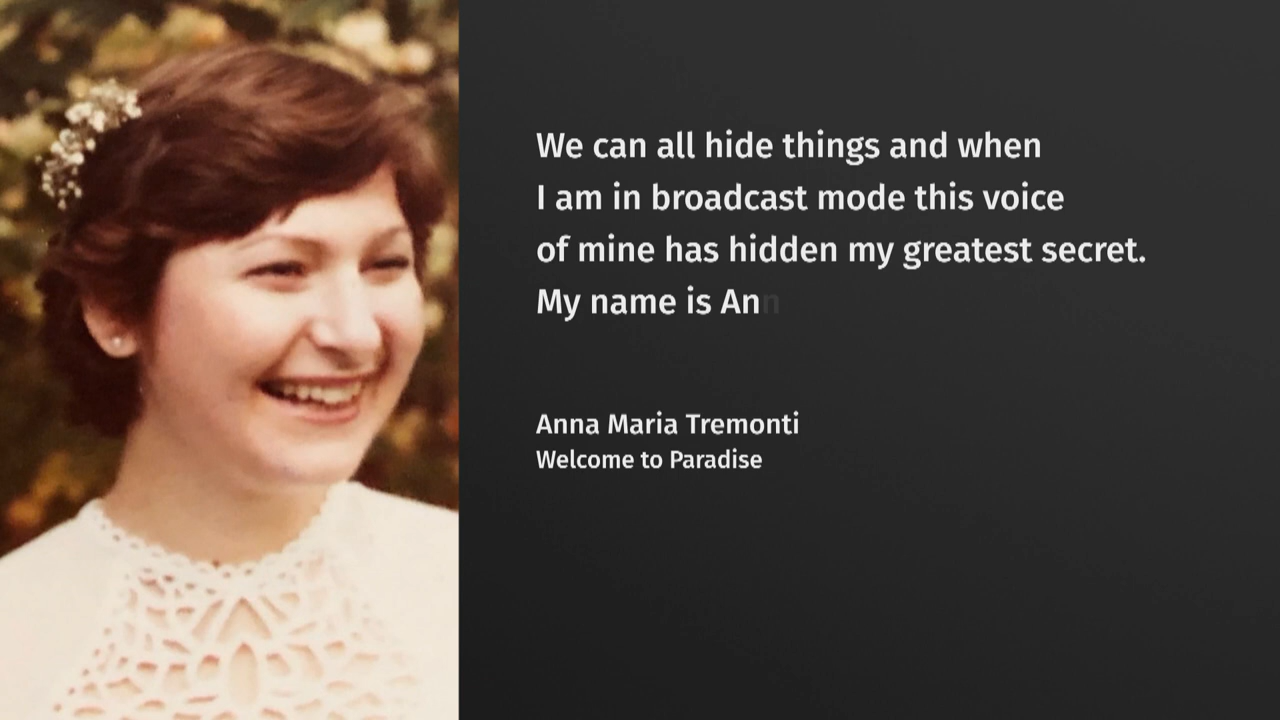 We can all hide things and when
I am in broadcast mode this voice
of mine has hidden my greatest secret.
My name is Ann
Anna Maria Tremonti
Welcome to Paradise